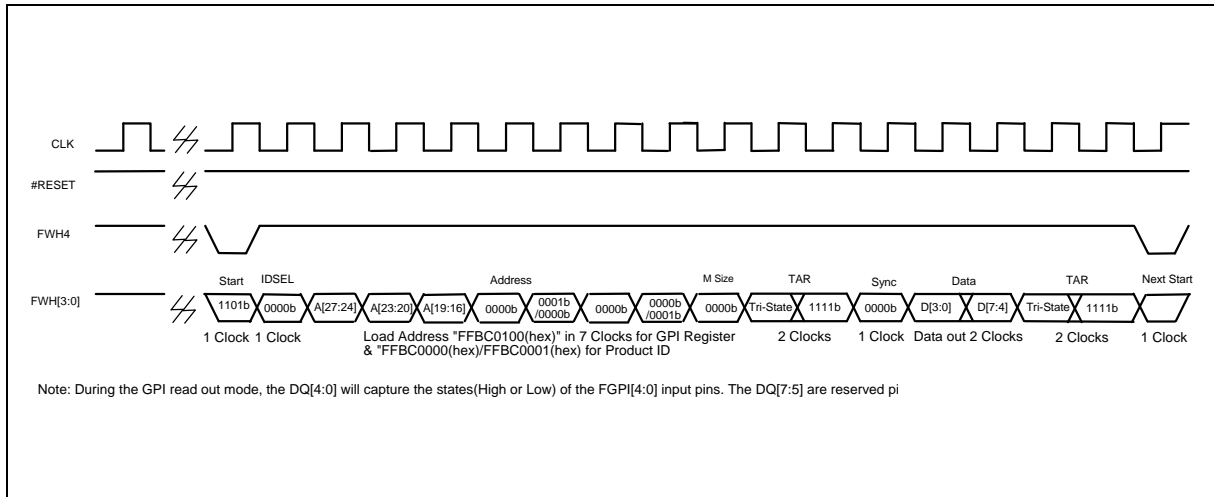 CLK
#RESET
FWH4
Start IDSEL Address M Size TAR Sync Data TAR Next Start
FWH[3:0]
1101b 0000b A[27:24] A[23:20] A[19:16] 0000b 0001b /0000b 0000b 0000b /0001b 0000b Tri-State 1111b 0000b D[3:0] D[7:4] Tri-State 1111b
1 Clock 1 Clock Load Address "FFBC0100(hex)" in 7 Clocks for GPI Register 2 Clocks 1 Clock Data out 2 Clocks 2 Clocks 1 Clock
& "FFBC0000(hex)/FFBC0001(hex) for Product ID
Note: During the GPI read out mode, the DQ[4:0] will capture the states(High or Low) of the FGPI[4:0] input pins. The DQ[7:5] are reserved pi